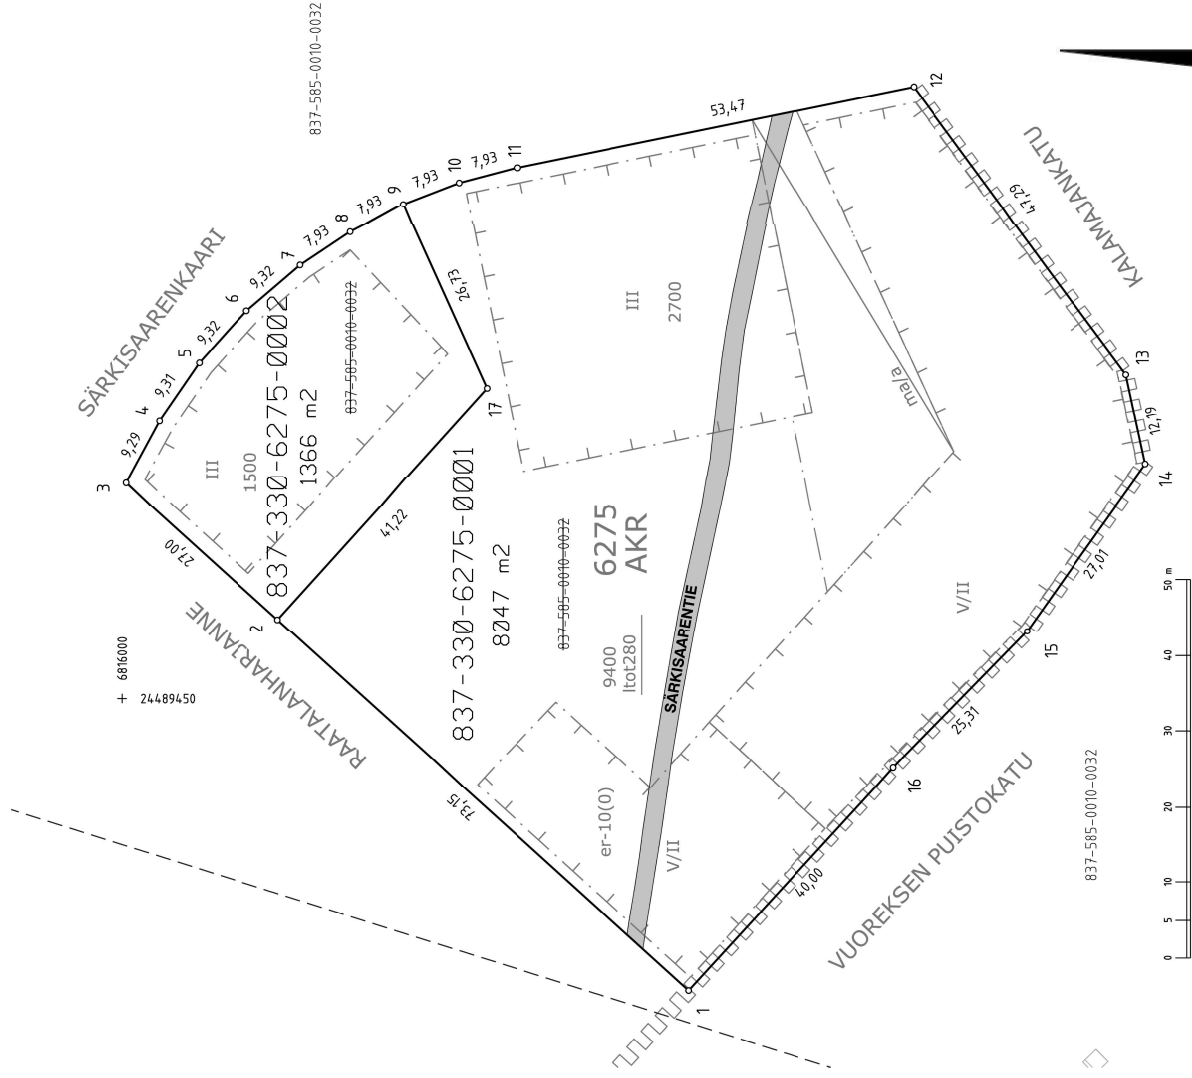 837-585-0010-0032
SÄRKISAARENKAARI
KALAMAJANKATU
RAATALANHARJANNE
VUOREKSEN PUISTOKATU
SÄRKISAARENTIE
12
53,47
11
7,93
10
7,93
9
7,93
8
7,93
7
9,32
6
9,32
5
9,31
4
9,29
3
27,00
2
41,22
17
26,73
47,29
13
12,19
14
27,01
15
25,31
16
40,00
1
73,15
III
1500
837-330-6275-0002
1366 m2
837-585-0010-0032
III
2700
ma/a
837-330-6275-0001
8047 m2
837-585-0010-0032
6275
AKR
9400
ltot280
V/II
er-10(0)
V/II
+ 6816000
24489450
837-585-0010-0032
0 5 10 20 30 40 50 m